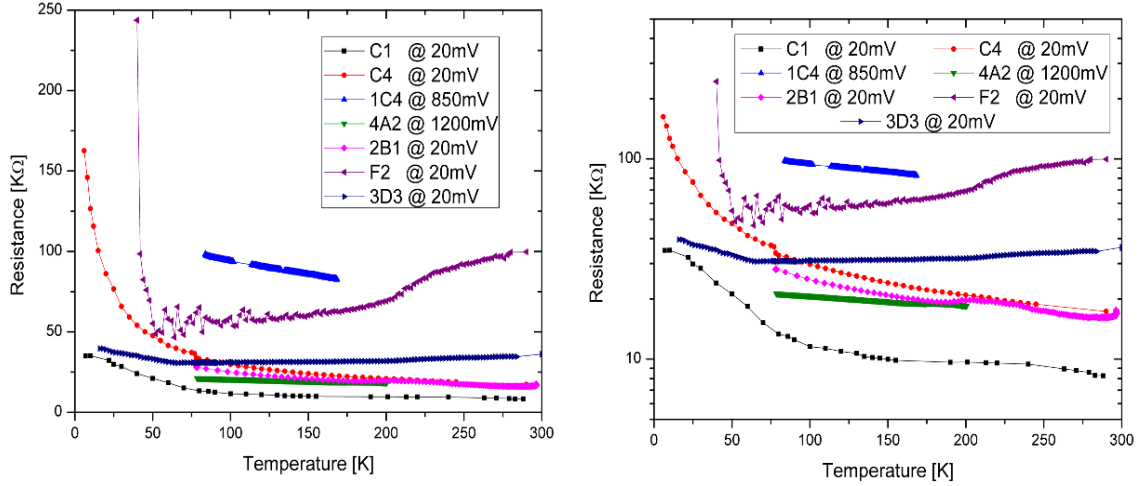 250
200
150
100
50
0
Resistance [KΩ]
C1 @ 20mV
C4 @ 20mV
1C4 @ 850mV
4A2 @ 1200mV
2B1 @ 20mV
F2 @ 20mV
3D3 @ 20mV
0 50 100 150 200 250 300
Temperature [K]
100
10
Resistance [KΩ]
C1 @ 20mV C4 @ 20mV
1C4 @ 850mV 4A2 @ 1200mV
2B1 @ 20mV F2 @ 20mV
3D3 @ 20mV
0 50 100 150 200 250 300
Temperature [K]